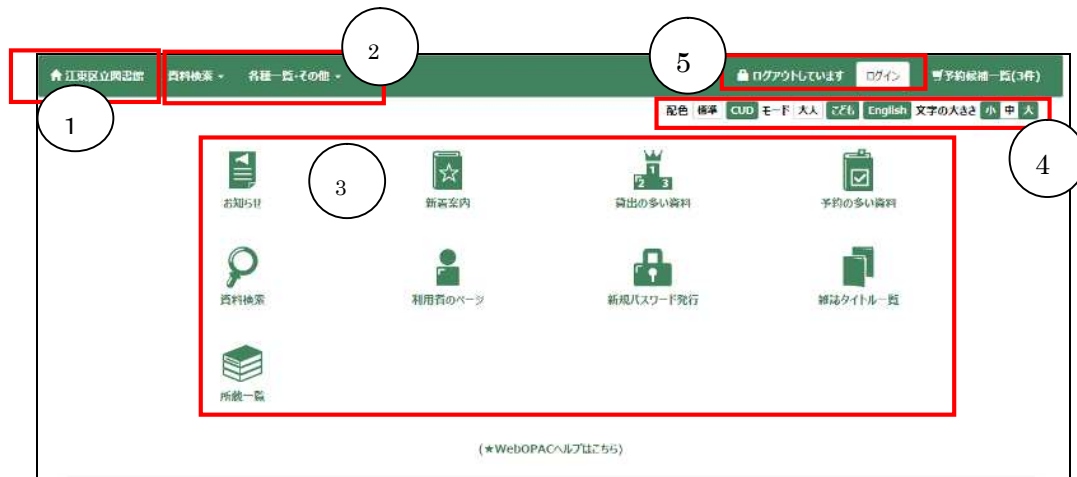 2
5
江東区立図書館 資料検索 各種一覧・その他 ログアウトしています ログイン 予約候補一覧(3件)
1
配色 標準 CUD モード 大人 こども English 文字の大きさ 小 中 大
4
3
お知らせ 新着案内 貸出の多い資料 予約の多い資料
資料検索 利用者のページ 新規パスワード発行 雑誌タイトル一覧
所蔵一覧
(★WebOPACヘルプはこちら)